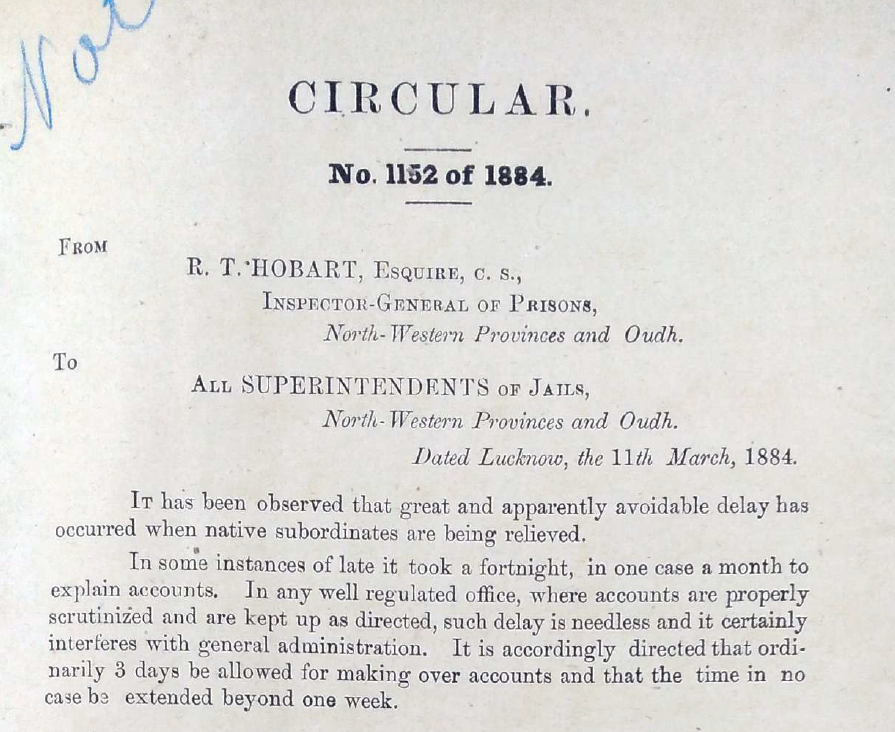 Not
CIRCULAR.
No. 1152 of 1884.
FROM
R. T. HOBART, ESQUIRE, C. S.,
INSPECTOR-GENERAL OF PRISONS,
North-Western Provinces and Oudh.
To
ALL SUPERINTENDENTS OF JAILS,
North-Western Provinces and Oudh.
Dated Lucknow, the 11th March, 1884.
IT has been observed that great and apparently avoidable delay has
occurred when native subordinates are being relieved.
In some instances of late it took a fortnight, in one case a month to
explain accounts. In any well regulated office, where accounts are properly
scrutinized and are kept up as directed, such delay is needless and it certainly
interferes with general administration. It is accordingly directed that ordi-
narily 3 days be allowed for making over accounts and that the time in no
case be extended beyond one week.